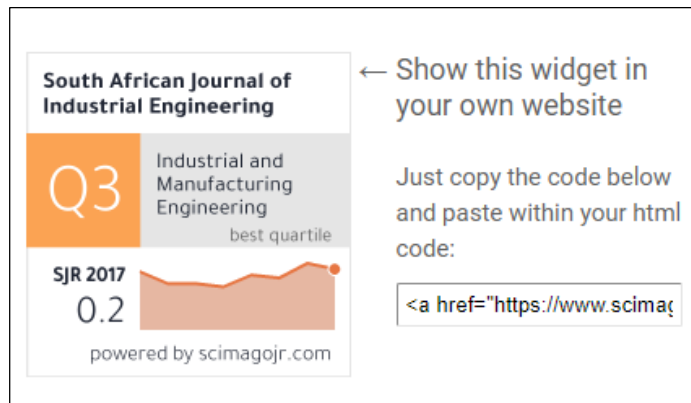 South African Journal of
Industrial Engineering
Q3
Industrial and
Manufacturing
Engineering
best quartile
SJR 2017
0.2
powered by scimagojr.com
← Show this widget in
your own website
Just copy the code below
and paste within your html
code:
<a href="https://www.scimag